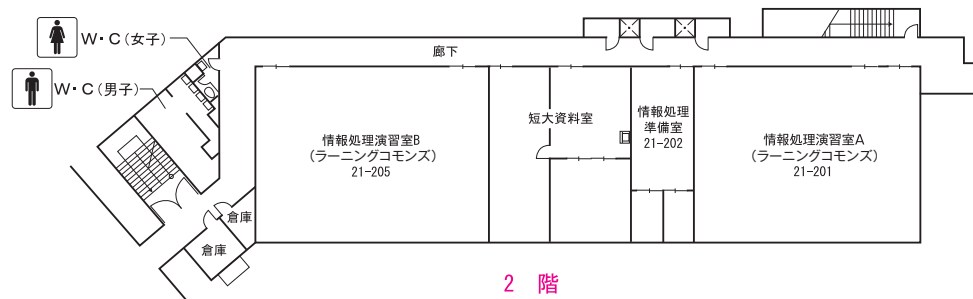 W・C(女子)
廊下
W・C(男子)
情報処理演習室B
(ラーニングコモンズ)
21-205
短大資料室
情報処理
準備室
21-202
情報処理演習室A
(ラーニングコモンズ)
21-201
倉庫
倉庫
2 階